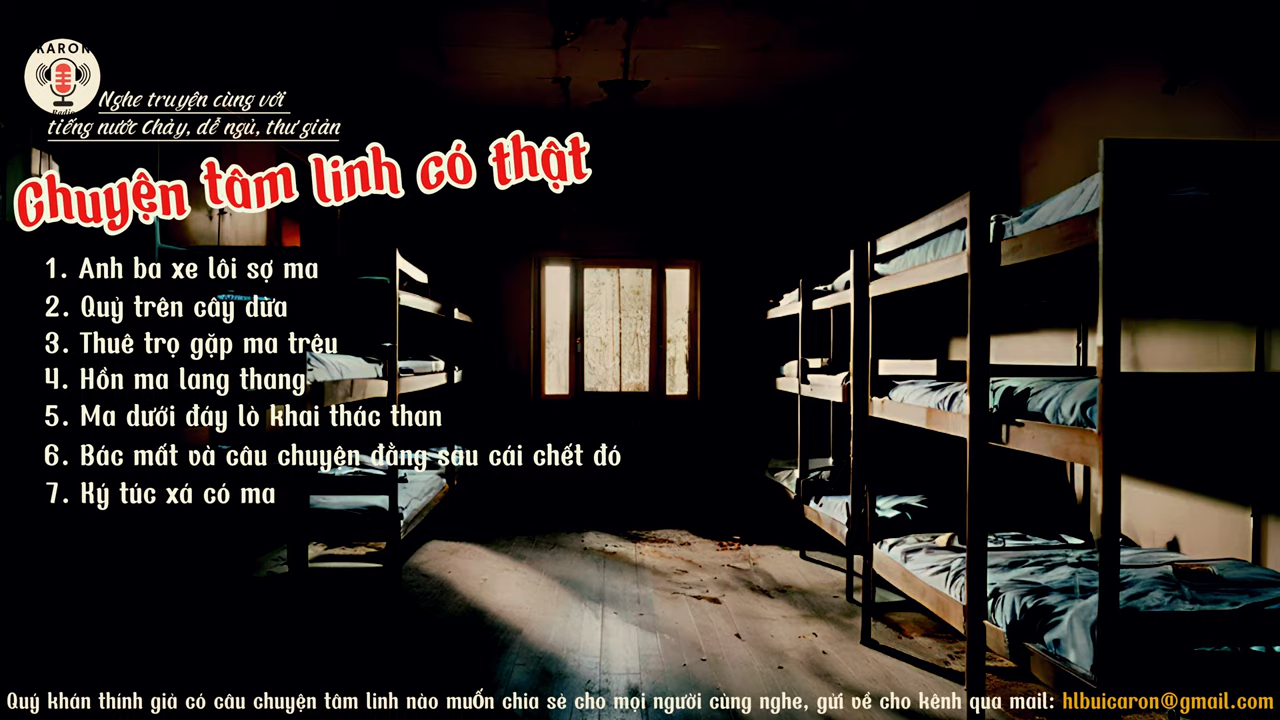 KARON
Radio
Nghe truyện cùng với
tiếng nước Chảy, dễ ngủ, thư giản
Chuyện tâm linh có thật
1. Anh ba xe lôi sợ ma
2. Quỷ trên cây dừa
3. Thuê trọ gặp ma trêu
4. Hồn ma lang thang
5. Ma dưới đáy lò khai thác than
6. Bác mất và câu chuyện đằng sau cái chết đó
7. Ký túc xá có ma
Quý khán thính giả có câu chuyện tâm linh nào muốn chia sẻ cho mọi người cùng nghe, gửi về cho kênh qua mail: hlbuicaron@gmail.com